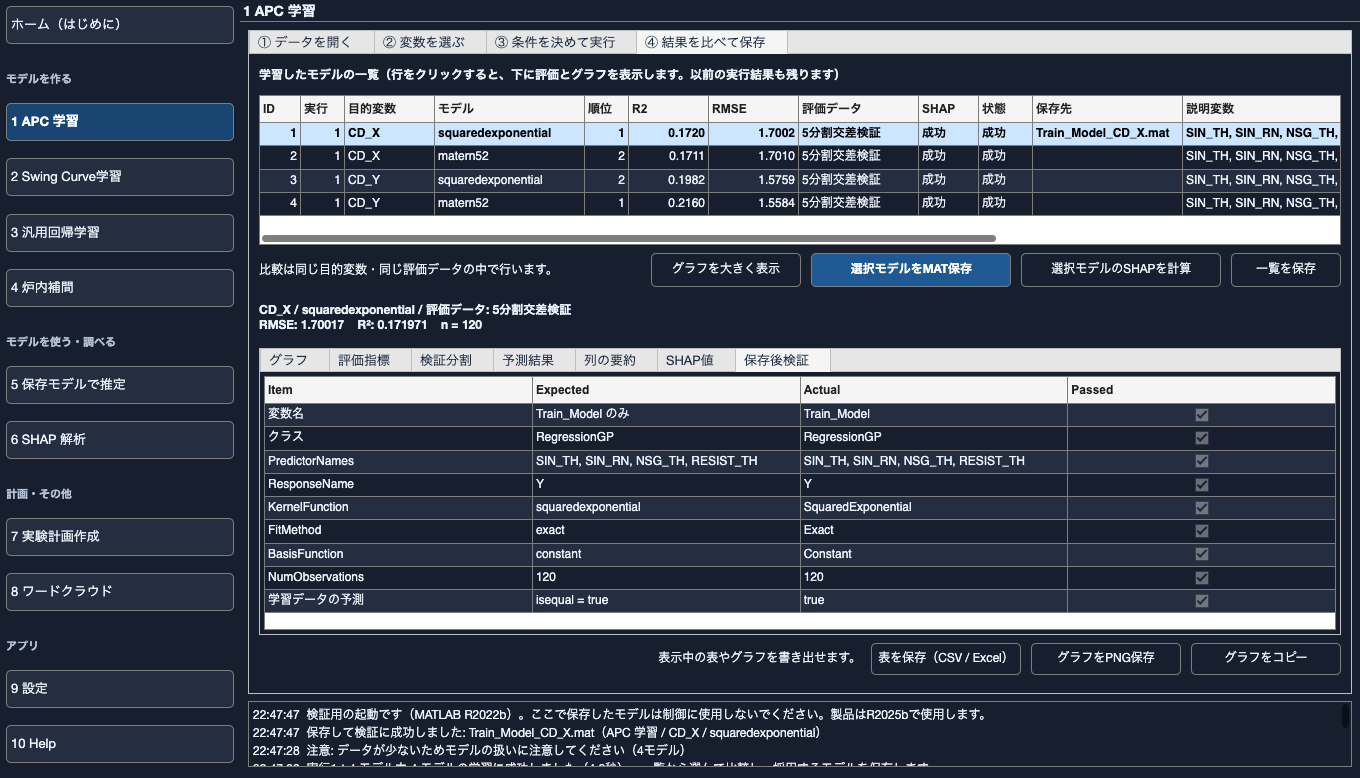 ホーム（はじめに）
モデルを作る
1 APC 学習
2 Swing Curve学習
3 汎用回帰学習
4 炉内補間
モデルを使う・調べる
5 保存モデルで推定
6 SHAP 解析
計画・その他
7 実験計画作成
8 ワードクラウド
アプリ
9 設定
10 Help
1 APC 学習
① データを開く ② 変数を選ぶ ③ 条件を決めて実行 ④ 結果を比べて保存
学習したモデルの一覧（行をクリックすると、下に評価とグラフを表示します。以前の実行結果も残ります）
ID 実行 目的変数 モデル 順位 R2 RMSE 評価データ SHAP 状態 保存先 説明変数
1 1 CD_X squaredexponential 1 0.1720 1.7002 5分割交差検証 成功 成功 Train_Model_CD_X.mat SIN_TH, SIN_RN, NSG_TH,
2 1 CD_X matern52 2 0.1711 1.7010 5分割交差検証 成功 成功 SIN_TH, SIN_RN, NSG_TH,
3 1 CD_Y squaredexponential 2 0.1982 1.5759 5分割交差検証 成功 成功 SIN_TH, SIN_RN, NSG_TH,
4 1 CD_Y matern52 1 0.2160 1.5584 5分割交差検証 成功 成功 SIN_TH, SIN_RN, NSG_TH,
比較は同じ目的変数・同じ評価データの中で行います。 グラフを大きく表示 選択モデルをMAT保存 選択モデルのSHAPを計算 一覧を保存
CD_X / squaredexponential / 評価データ: 5分割交差検証
RMSE: 1.70017 R²: 0.171971 n = 120
グラフ 評価指標 検証分割 予測結果 列の要約 SHAP値 保存後検証
Item Expected Actual Passed
変数名 Train_Model のみ Train_Model
クラス RegressionGP RegressionGP
PredictorNames SIN_TH, SIN_RN, NSG_TH, RESIST_TH SIN_TH, SIN_RN, NSG_TH, RESIST_TH
ResponseName Y Y
KernelFunction squaredexponential SquaredExponential
FitMethod exact Exact
BasisFunction constant Constant
NumObservations 120 120
学習データの予測 isequal = true true
表示中の表やグラフを書き出せます。 表を保存（CSV / Excel） グラフをPNG保存 グラフをコピー
22:47:47 検証用の起動です（MATLAB R2022b）。ここで保存したモデルは制御に使用しないでください。製品はR2025bで使用します。
22:47:47 保存して検証に成功しました: Train_Model_CD_X.mat（APC 学習 / CD_X / squaredexponential）
22:47:28 注意: データが少ないためモデルの扱いに注意してください（4モデル）